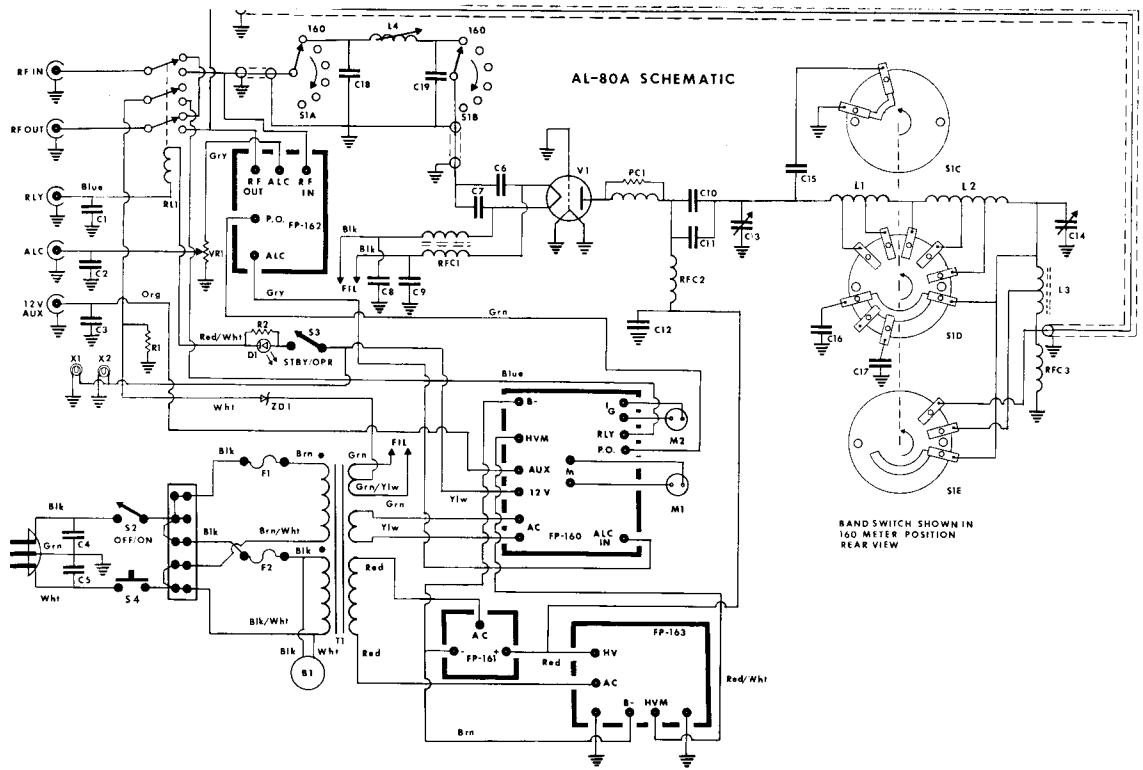 160
L4
160
AL-80A SCHEMATIC
RF IN
C18
C19
S1A
S1B
RF OUT
Gry
RF OUT
ALC
RF IN
C6
V1
PC1
C15
S1C
RLY
Blue
C1
RL1
P.O.
FP-162
C7
C10
L1
L2
ALC
C2
VR1
ALC
Blk
Blk
RFC1
C11
C13
C14
FIL
C8
C9
RFC2
Gry
12V
AUX
Org
C3
Grn
C12
C16
S1D
L3
R1
Red/Wht
R2
S3
D1
STBY/OPR
C17
RFC3
X1
X2
Blue
Wht
ZD1
B-
IG
M2
HVM
RLY
P.O.
S1E
Blk
Brn
F1
Grn
FIL
AUX
M1
Grn/Ylw
Ylw
12 V
Grn
Blk
S2
OFF/ON
Blk
Brn/Wht
Ylw
AC
FP-160
ALC
IN
BAND SWITCH SHOWN IN
160 METER POSITION
REAR VIEW
Grn
C4
C5
Blk
F2
Red
Wht
S4
Blk/Wht
T1
AC
FP-163
Blk
Wht
B1
Red
-
FP-161
+
Red
HV
AC
Red/Wht
B-
HVM
Brn